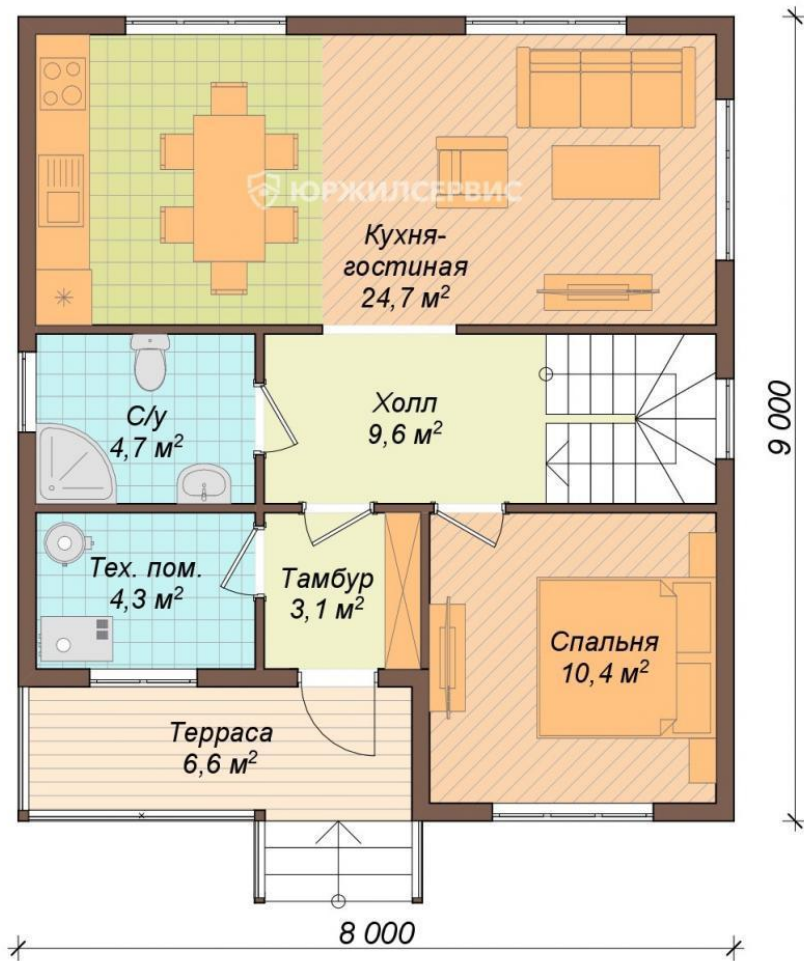 ЮРЖИЛСЕРВИС
Кухня-
гостиная
24,7 м²
С/у
4,7 м²
Холл
9,6 м²
9 000
Тех. пом.
4,3 м²
Тамбур
3,1 м²
Спальня
10,4 м²
Терраса
6,6 м²
8 000